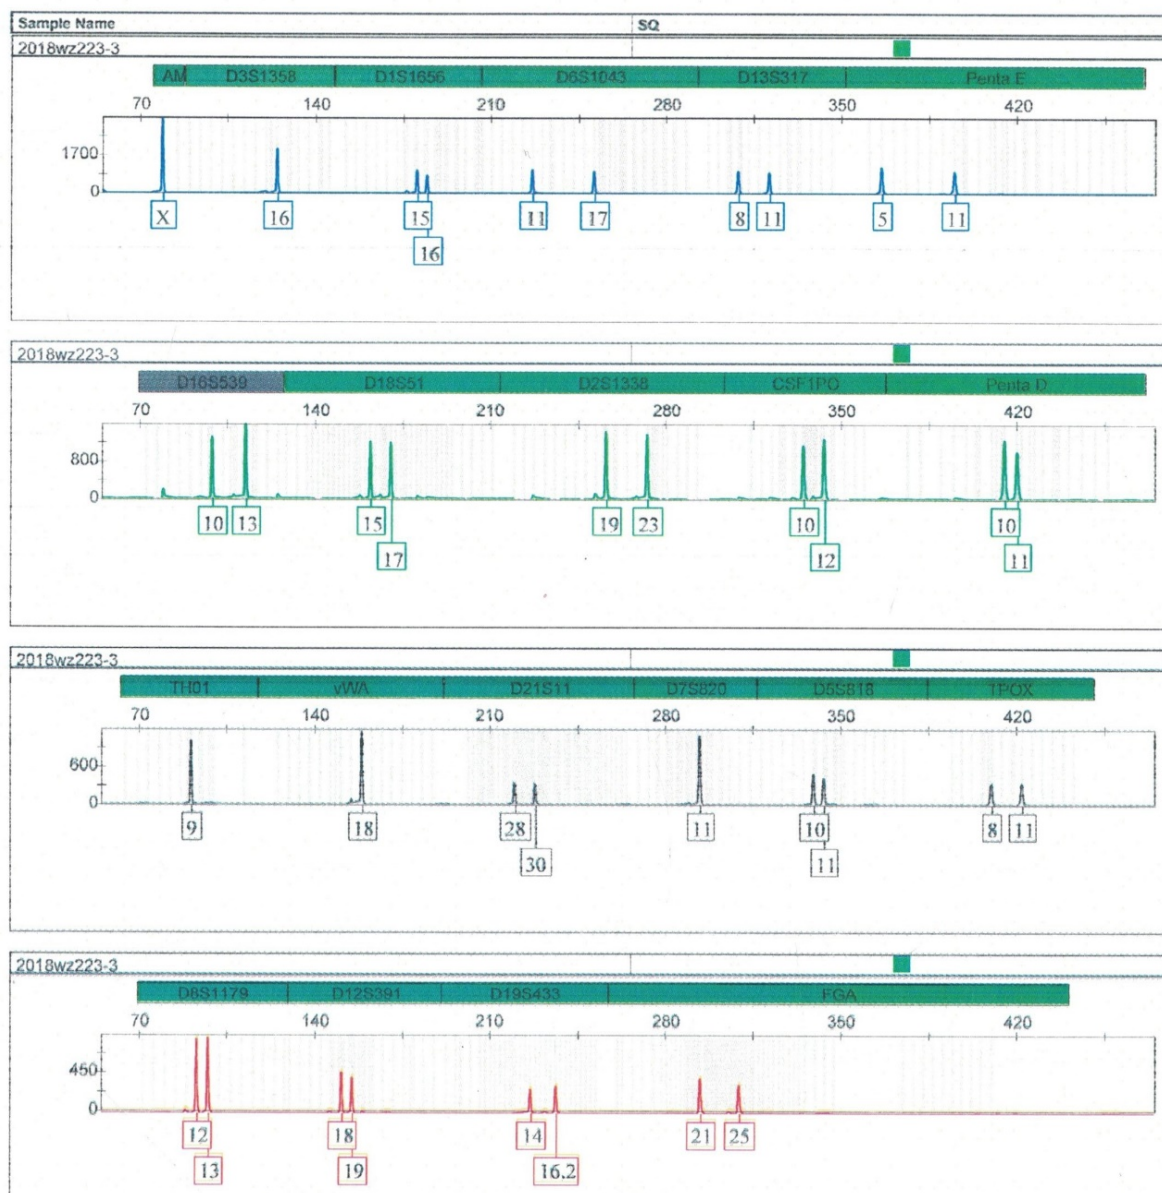 Sample Name SQ
2018wz223-3
AM D3S1358 D1S1656 D6S1043 D13S317 Penta E
70 140 210 280 350 420
1700
0
X 16 15 11 17 8 11 5 11
16
2018wz223-3
D16S539 D18S51 D2S1338 CSF1PO Penta D
70 140 210 280 350 420
800
0
10 13 15 19 23 10 10
17 12 11
2018wz223-3
TH01 vWA D21S11 D7S820 D5S818 TPOX
70 140 210 280 350 420
600
0
9 18 28 11 10 8 11
30 11
2018wz223-3
D8S1179 D12S391 D19S433 FGA
70 140 210 280 350 420
450
0
12 18 14 21 25
13 19 16.2